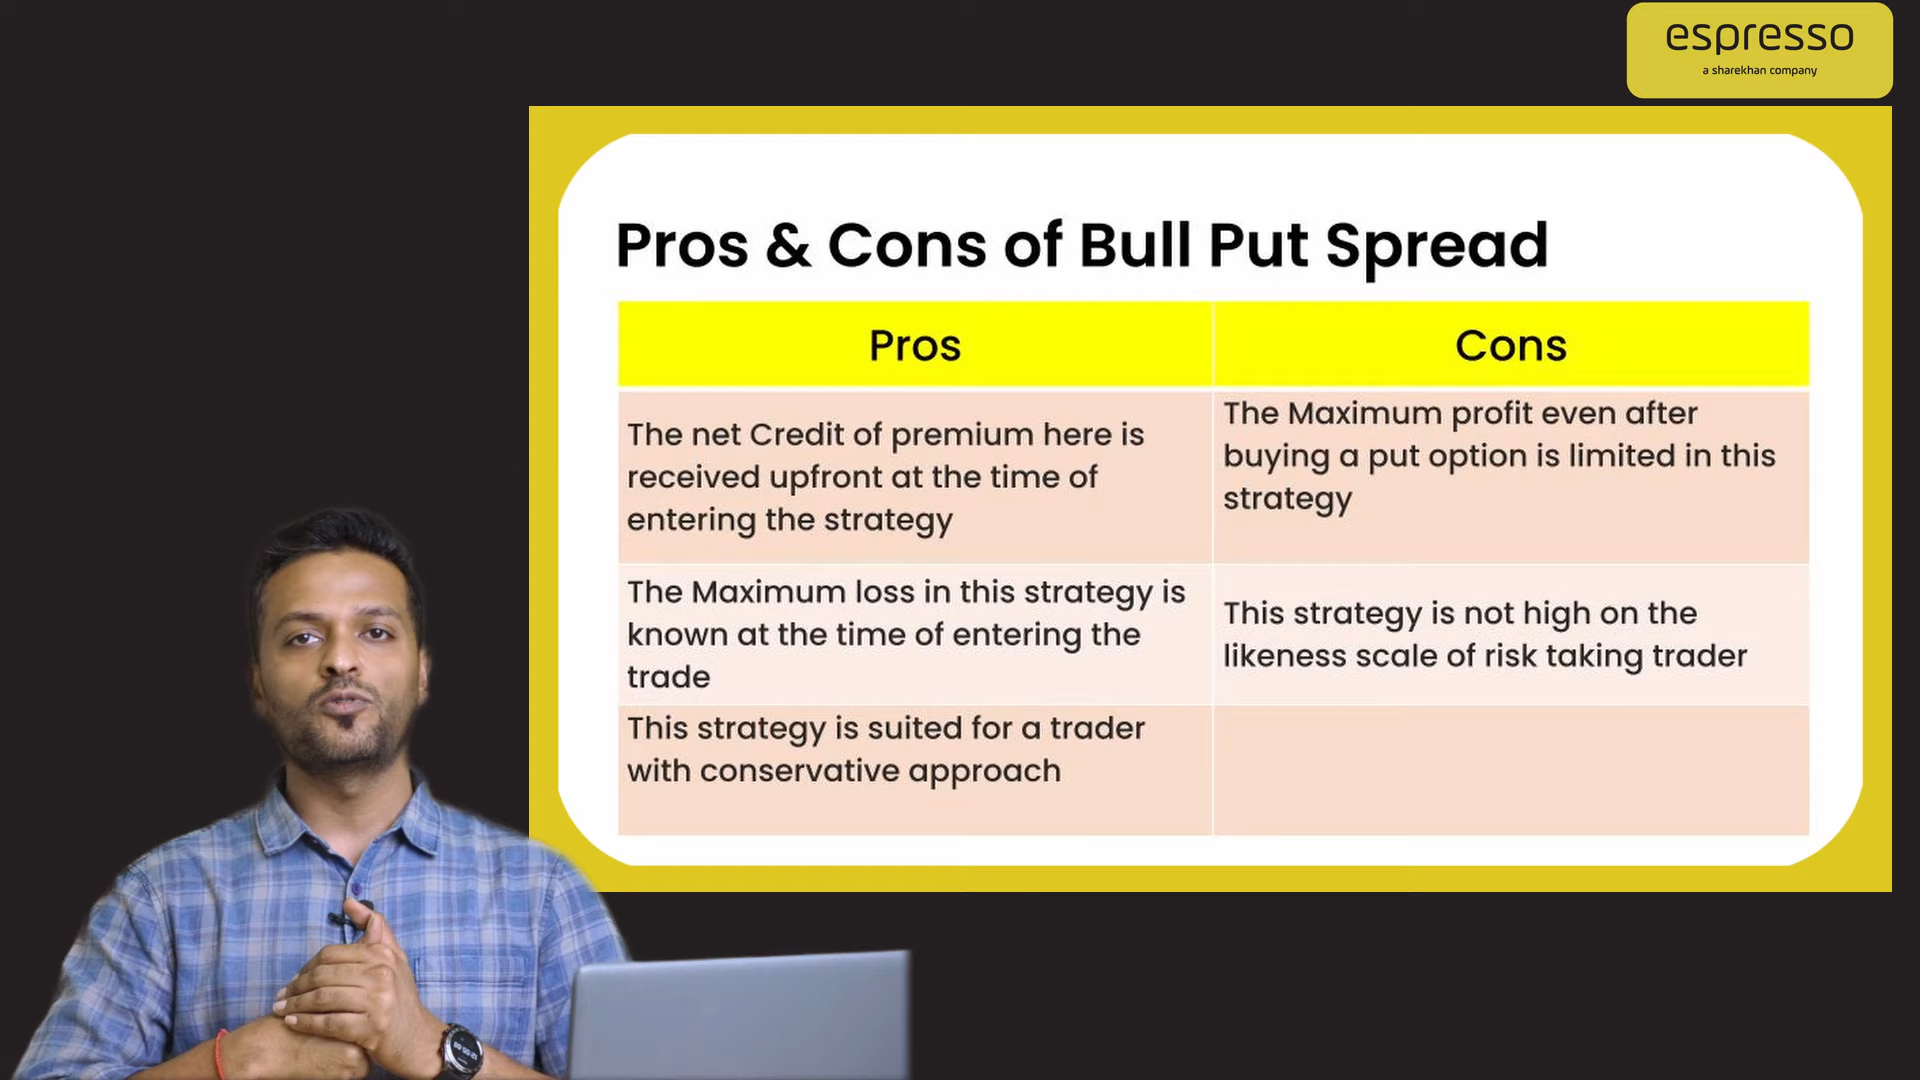 espresso
a sharekhan company
Pros & Cons of Bull Put Spread
Pros
Cons
The net Credit of premium here is
received upfront at the time of
entering the strategy
The Maximum profit even after
buying a put option is limited in this
strategy
The Maximum loss in this strategy is
known at the time of entering the
trade
This strategy is not high on the
likeness scale of risk taking trader
This strategy is suited for a trader
with conservative approach